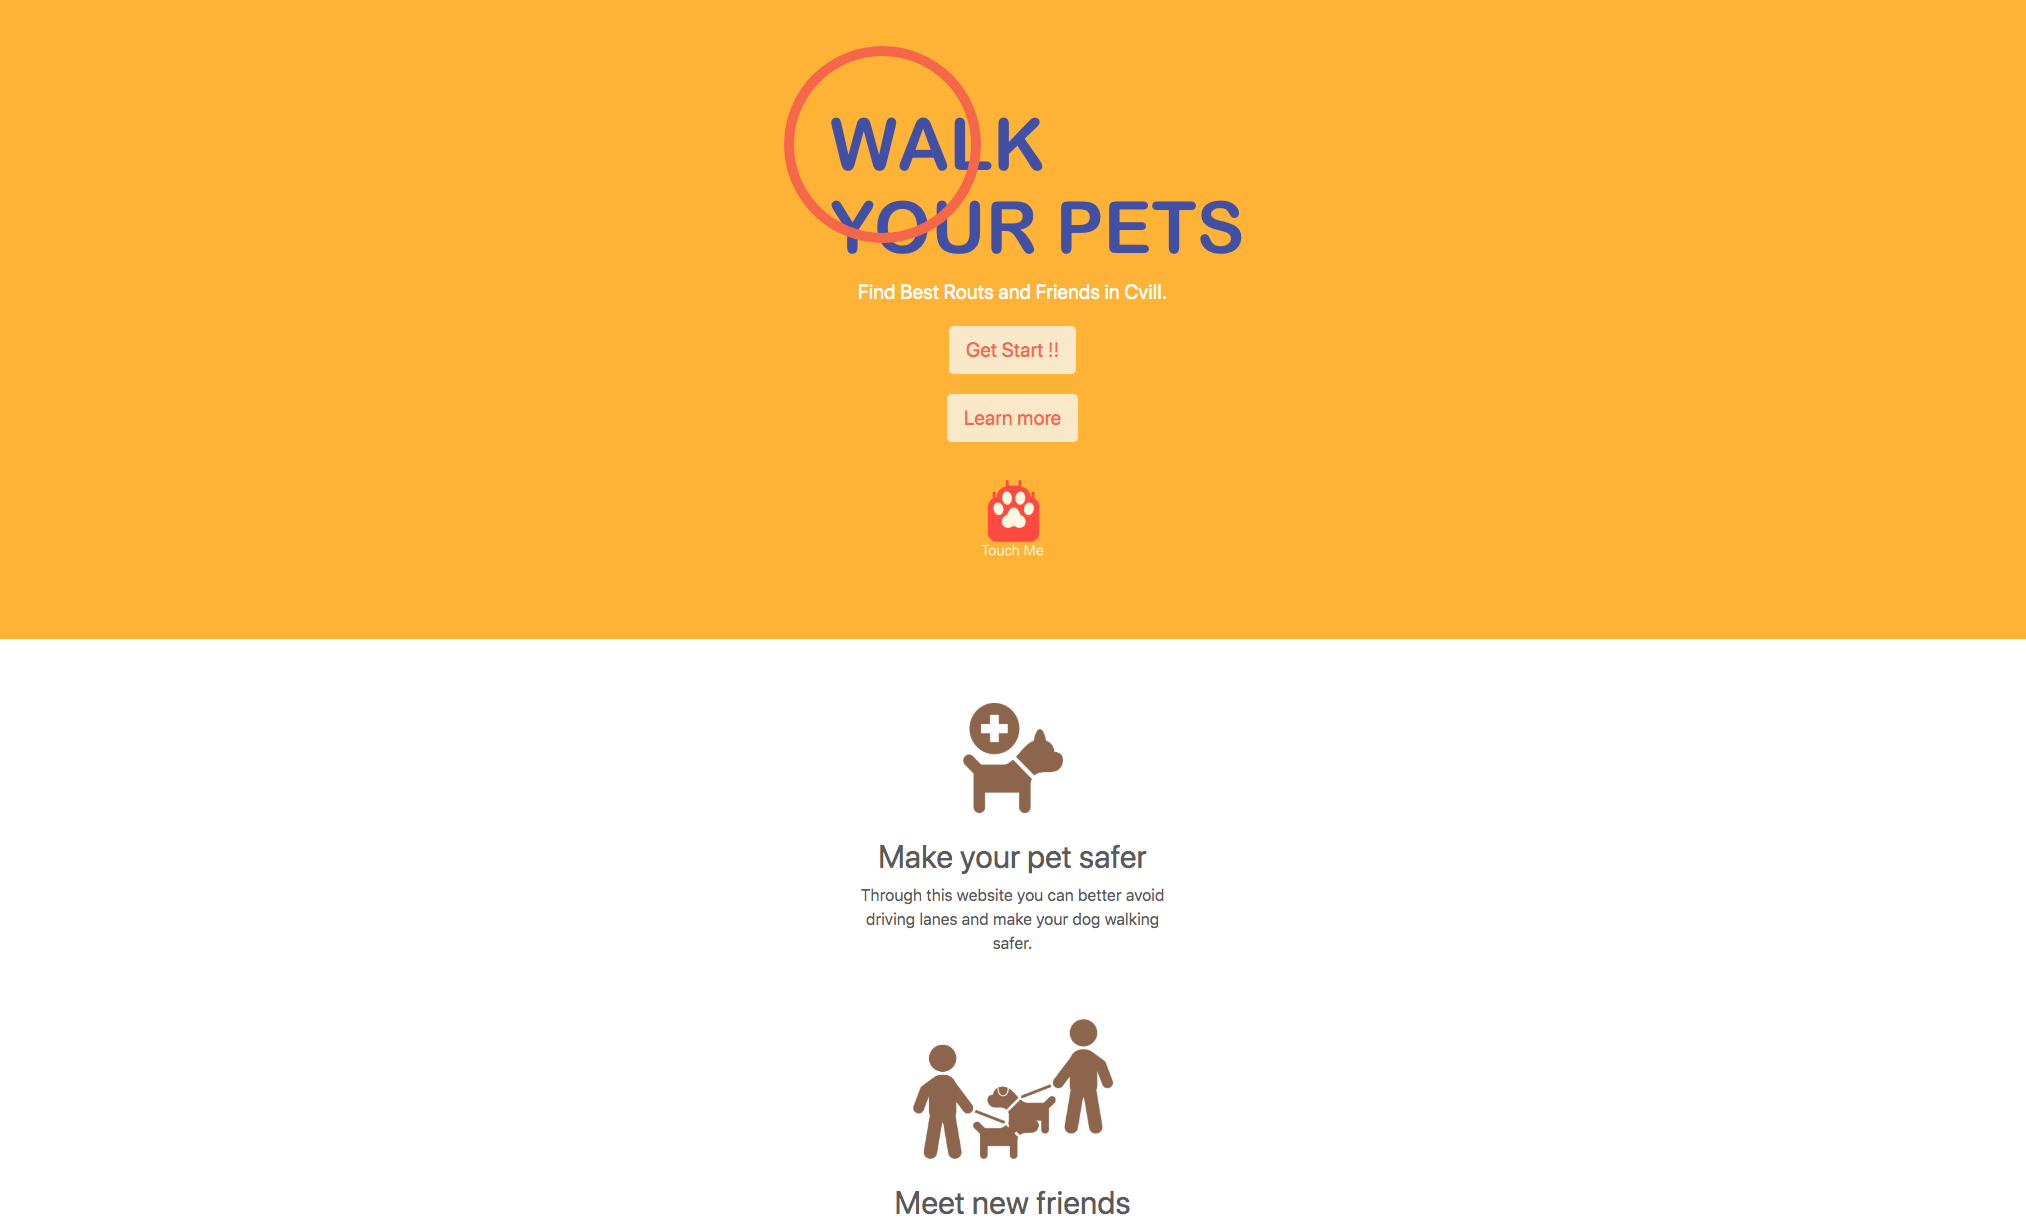 WALK
YOUR PETS
Find Best Routs and Friends in Cvill.
Get Start !!
Learn more
Touch Me
Make your pet safer
Through this website you can better avoid
driving lanes and make your dog walking
safer.
Meet new friends